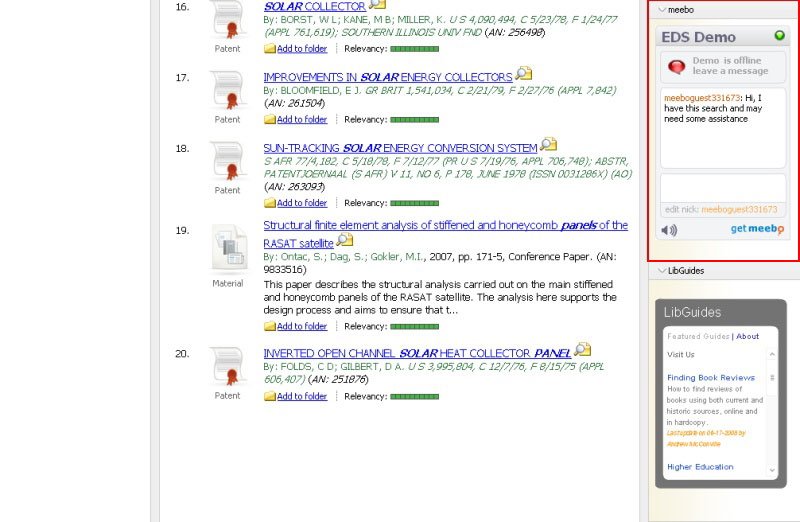 16.
SOLAR COLLECTOR
By: BORST, W L; KANE, M B; MILLER, K. U S 4,090,494, C 5/23/78, F 1/24/77
(APPL 761,619); SOUTHERN ILLINOIS UNIV FND (AN: 256498)
Patent
Add to folder Relevancy:
17.
IMPROVEMENTS IN SOLAR ENERGY COLLECTORS
By: BLOOMFIELD, E J. GR BRIT 1,541,034, C 2/21/79, F 2/27/76 (APPL 7,842)
(AN: 261504)
Patent
Add to folder Relevancy:
18.
SUN-TRACKING SOLAR ENERGY CONVERSION SYSTEM
S AFR 77/4,182, C 5/18/78, F 7/12/77 (PR U S 7/19/76, APPL 706,748); ABSTR,
PATENTJOERNAAL (S AFR) V 11, NO 6, P 178, JUNE 1978 (ISSN 0031286X) (AO)
(AN: 263093)
Patent
Add to folder Relevancy:
19.
Structural finite element analysis of stiffened and honeycomb panels of the
RASAT satellite
By: Ontac, S.; Dag, S.; Gokler, M.I., 2007, pp. 171-5, Conference Paper. (AN:
9833516)
Material
This paper describes the structural analysis carried out on the main stiffened
and honeycomb panels of the RASAT satellite. The analysis here supports the
design process and aims to ensure that t...
Add to folder Relevancy:
20.
INVERTED OPEN CHANNEL SOLAR HEAT COLLECTOR PANEL
By: FOLDS, C D; GILBERT, D A. U S 3,995,804, C 12/7/76, F 8/15/75 (APPL
606,407) (AN: 251876)
Patent
Add to folder Relevancy:
meebo
EDS Demo
Demo is offline
leave a message
meeboguest331673: Hi, I
have this search and may
need some assistance
edit nick: meeboguest331673
get meebo
LibGuides
LibGuides
Featured Guides | About
Visit Us
Finding Book Reviews
How to find reviews of
books using both current and
historic sources, online and
in hardcopy.
Last update on 06-17-2008 by
Andrew McConville
Higher Education